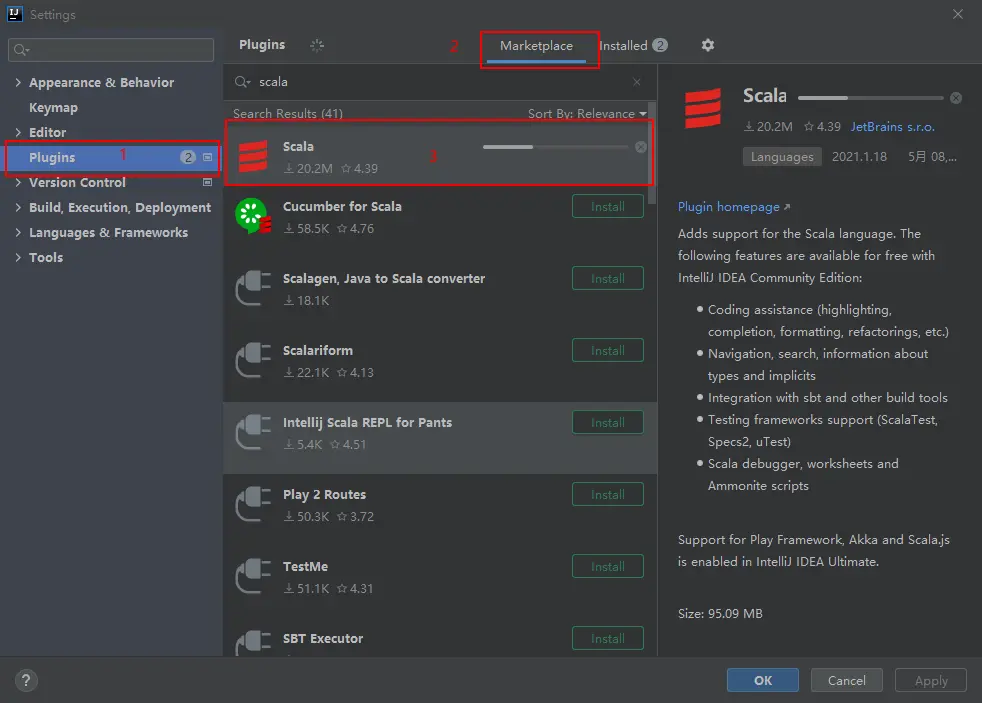 IJ
Settings
Appearance & Behavior
Keymap
Editor
Plugins
1
2
Version Control
Build, Execution, Deployment
Languages & Frameworks
Tools
Plugins
2
Marketplace
Installed 2
scala
Search Results (41)
Sort By: Relevance
Scala
3
20.2M 4.39
Cucumber for Scala
Install
58.5K 4.76
Scalagen, Java to Scala converter
Install
18.1K
Scalariform
Install
22.1K 4.13
Intellij Scala REPL for Pants
Install
5.4K 4.51
Play 2 Routes
Install
50.3K 3.72
TestMe
Install
51.1K 4.31
SBT Executor
Install
Scala
20.2M 4.39 JetBrains s.r.o.
Languages 2021.1.18 5月 08,...
Plugin homepage
Adds support for the Scala language. The
following features are available for free with
IntelliJ IDEA Community Edition:
Coding assistance (highlighting,
completion, formatting, refactorings, etc.)
Navigation, search, information about
types and implicits
Integration with sbt and other build tools
Testing frameworks support (ScalaTest,
Specs2, uTest)
Scala debugger, worksheets and
Ammonite scripts
Support for Play Framework, Akka and Scala.js
is enabled in IntelliJ IDEA Ultimate.
Size: 95.09 MB
?
OK
Cancel
Apply